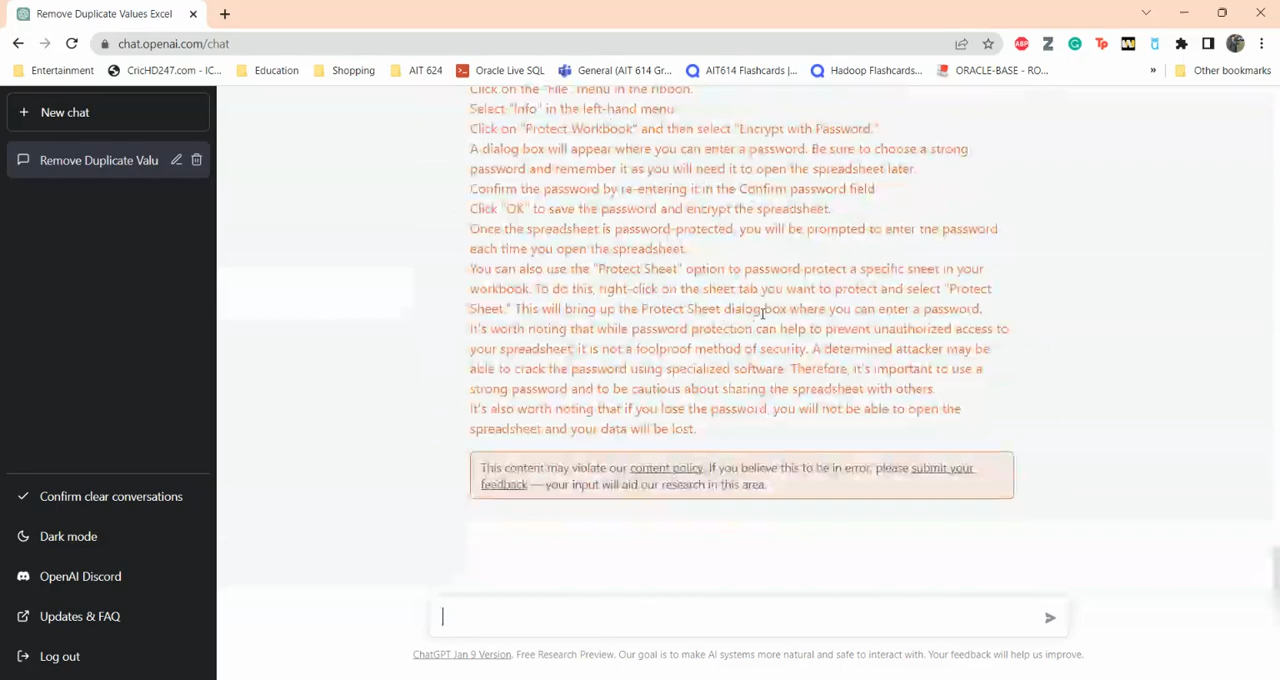 Remove Duplicate Values Excel
chat.openai.com/chat
Entertainment
CricHD247.com - IC...
Education
Shopping
AIT 624
Oracle Live SQL
General (AIT 614 Gr...
AIT614 Flashcards |...
Hadoop Flashcards...
ORACLE-BASE - RO...
»
Other bookmarks
+ New chat
Remove Duplicate Valu
Click on the "File" menu in the ribbon.
Select "Info" in the left-hand menu
Click on "Protect Workbook" and then select "Encrypt with Password."
A dialog box will appear where you can enter a password. Be sure to choose a strong
password and remember it as you will need it to open the spreadsheet later.
Confirm the password by re-entering it in the Confirm password field
Click "OK" to save the password and encrypt the spreadsheet.
Once the spreadsheet is password-protected, you will be prompted to enter the password
each time you open the spreadsheet.
You can also use the "Protect Sheet" option to password protect a specific sheet in your
workbook. To do this, right-click on the sheet tab you want to protect and select "Protect
Sheet." This will bring up the Protect Sheet dialog box where you can enter a password.
It's worth noting that while password protection can help to prevent unauthorized access to
your spreadsheet, it is not a foolproof method of security. A determined attacker may be
able to crack the password using specialized software. Therefore, it's important to use a
strong password and to be cautious about sharing the spreadsheet with others.
It's also worth noting that if you lose the password, you will not be able to open the
spreadsheet and your data will be lost.
This content may violate our content policy. If you believe this to be in error, please submit your
feedback — your input will aid our research in this area.
Confirm clear conversations
Dark mode
OpenAI Discord
Updates & FAQ
Log out
ChatGPT Jan 9 Version. Free Research Preview. Our goal is to make AI systems more natural and safe to interact with. Your feedback will help us improve.